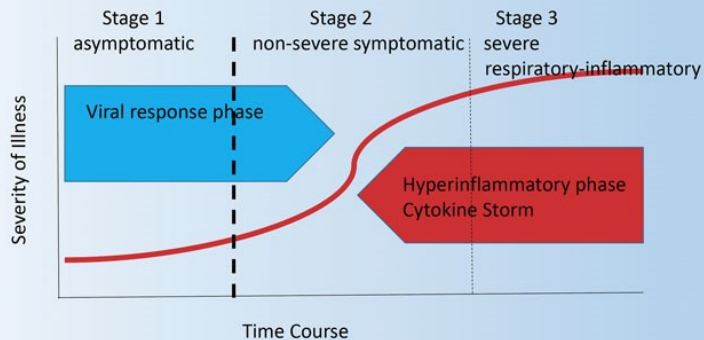 Stage 1
asymptomatic
Stage 2
non-severe symptomatic
Stage 3
severe
respiratory-inflammatory
Viral response phase
Hyperinflammatory phase
Cytokine Storm
Severity of Illness
Time Course